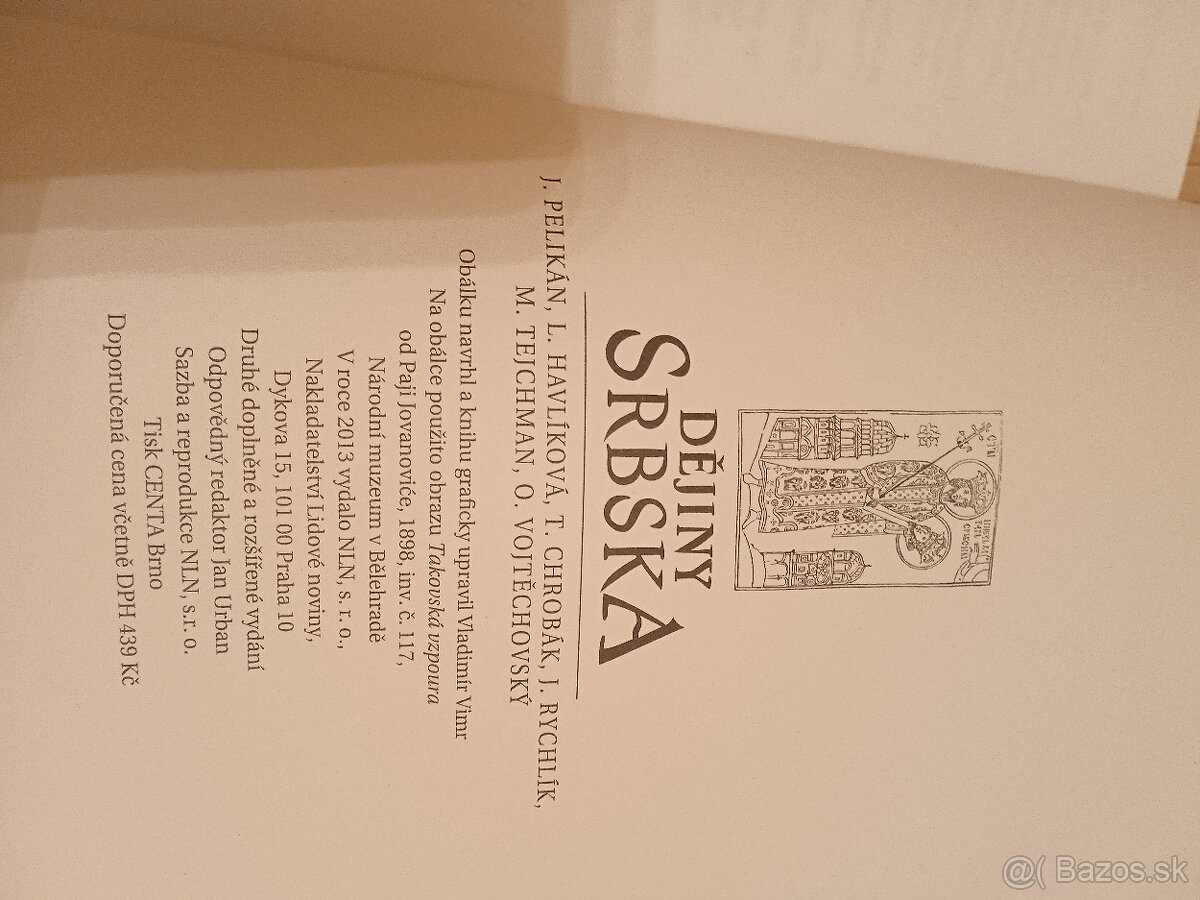 DĚJINY
SRBSKA
J. PELIKÁN, L. HAVLÍKOVÁ, T. CHROBÁK, J. RYCHLÍK,
M. TEJCHMAN, O. VOJTĚCHOVSKÝ
Obálku navrhl a knihu graficky upravil Vladimír Vimr
Na obálce použito obrazu Takovská vzpoura
od Paji Jovanoviće, 1898, inv. č. 117,
Národní muzeum v Bělehradě
V roce 2013 vydalo NLN, s. r. o.,
Nakladatelství Lidové noviny,
Dykova 15, 101 00 Praha 10
Druhé doplněné a rozšířené vydání
Odpovědný redaktor Jan Urban
Sazba a reprodukce NLN, s.r. o.
Tisk CENTA Brno
Doporučená cena včetně DPH 439 Kč
@( Bazos.sk